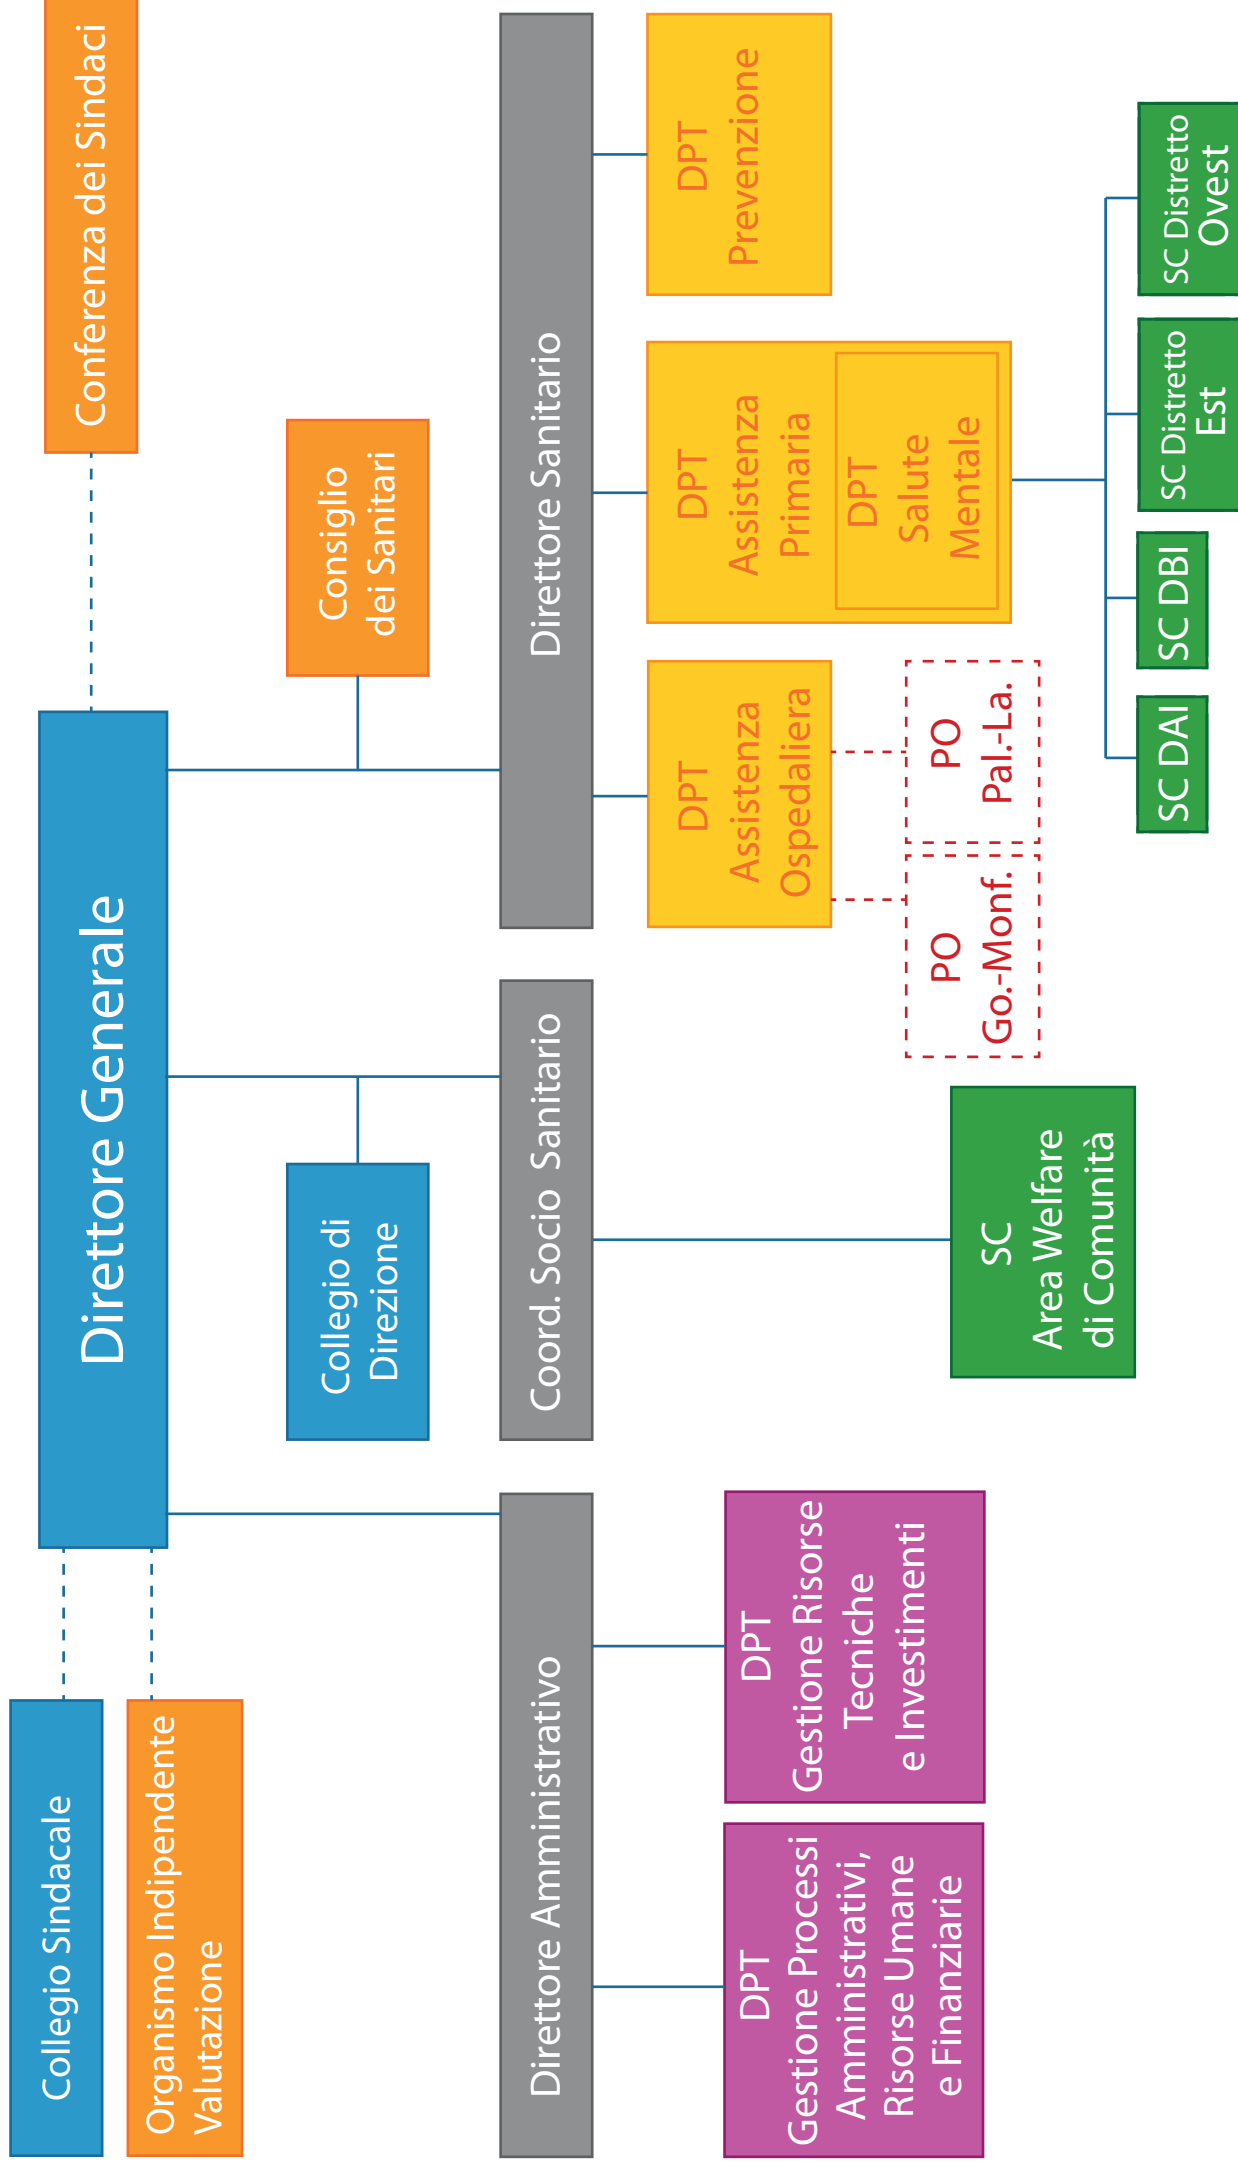 Collegio Sindacale
Organismo Indipendente
Valutazione
Direttore Generale
Conferenza dei Sindaci
Collegio di
Direzione
Consiglio
dei Sanitari
Direttore Amministrativo
Coord. Socio Sanitario
Direttore Sanitario
DPT
Gestione Processi
Amministrativi,
Risorse Umane
e Finanziarie
DPT
Gestione Risorse
Tecniche
e Investimenti
SC
Area Welfare
di Comunità
DPT
Assistenza
Ospedaliera
PO
Go.-Monf.
PO
Pal.-La.
DPT
Assistenza
Primaria
DPT
Salute
Mentale
DPT
Prevenzione
SC DAI
SC DBI
SC Distretto
Est
SC Distretto
Ovest